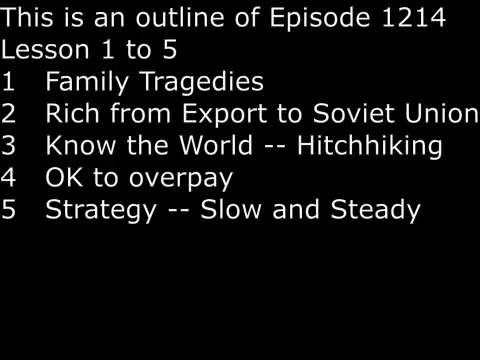 This is an outline of Episode 1214
Lesson 1 to 5
1 Family Tragedies
2 Rich from Export to Soviet Union
3 Know the World -- Hitchhiking
4 OK to overpay
5 Strategy -- Slow and Steady